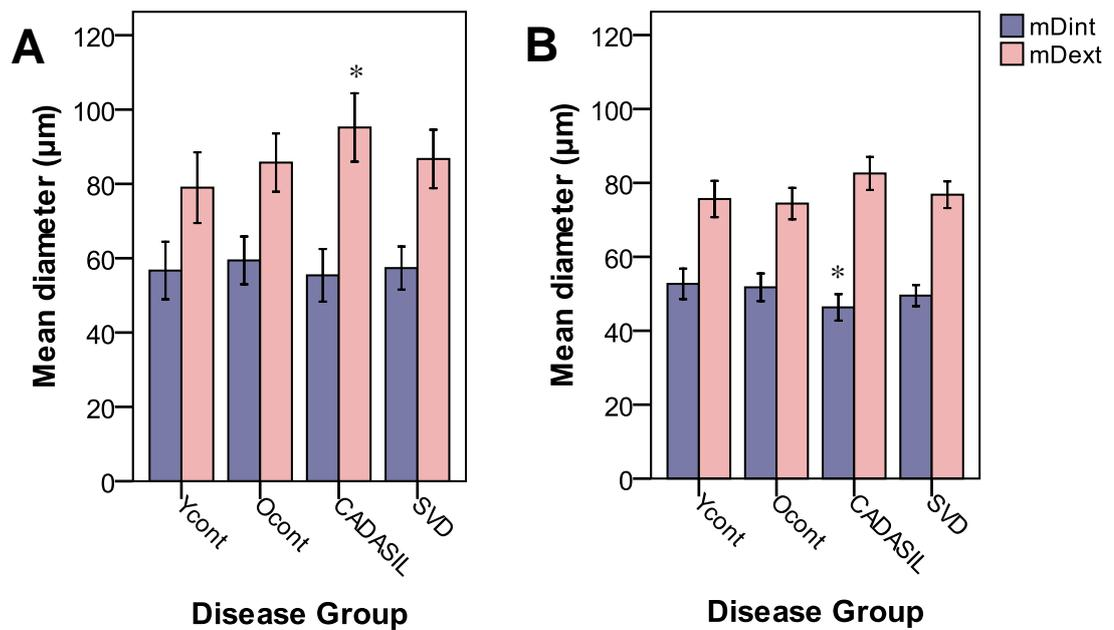 A
Mean diameter (µm)
120
100
80
60
40
20
0
*
Ycont
Ocont
CADASIL
SVD
Disease Group
B
Mean diameter (µm)
120
100
80
60
40
20
0
*
Ycont
Ocont
CADASIL
SVD
Disease Group
mDint
mDext